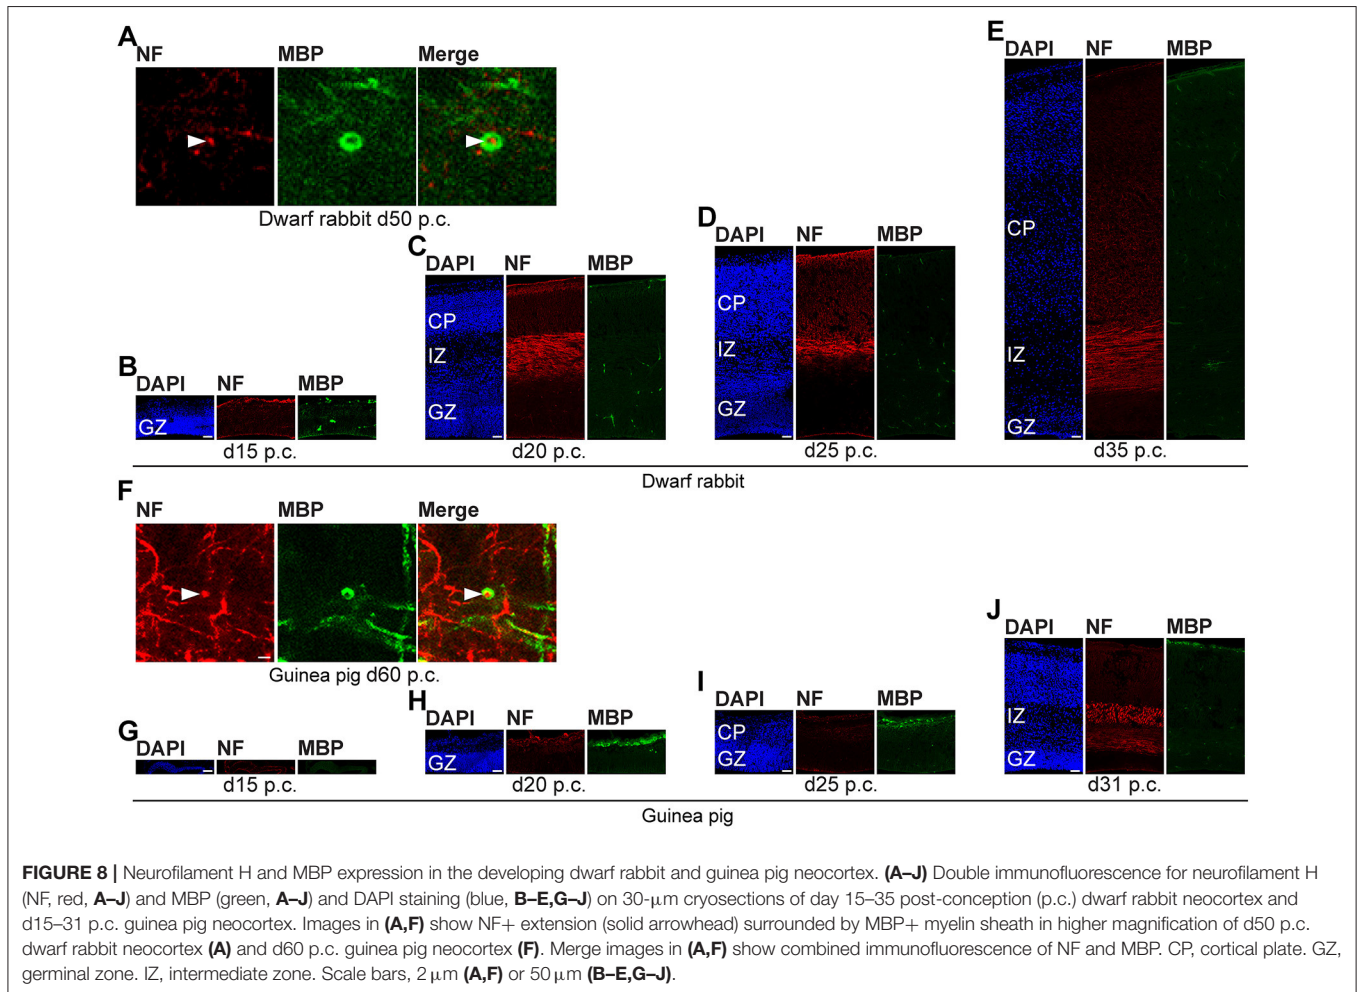 A
NF MBP Merge
Dwarf rabbit d50 p.c.
B
DAPI NF MBP
GZ
d15 p.c.
C
DAPI NF MBP
CP
IZ
GZ
d20 p.c.
D
DAPI NF MBP
CP
IZ
GZ
d25 p.c.
E
DAPI NF MBP
CP
IZ
GZ
d35 p.c.
Dwarf rabbit
F
NF MBP Merge
Guinea pig d60 p.c.
G
DAPI NF MBP
d15 p.c.
H
DAPI NF MBP
GZ
d20 p.c.
I
DAPI NF MBP
CP
GZ
d25 p.c.
J
DAPI NF MBP
IZ
GZ
d31 p.c.
Guinea pig
FIGURE 8 | Neurofilament H and MBP expression in the developing dwarf rabbit and guinea pig neocortex. (A–J) Double immunofluorescence for neurofilament H
(NF, red, A–J) and MBP (green, A–J) and DAPI staining (blue, B–E,G–J) on 30-μm cryosections of day 15–35 post-conception (p.c.) dwarf rabbit neocortex and
d15–31 p.c. guinea pig neocortex. Images in (A,F) show NF+ extension (solid arrowhead) surrounded by MBP+ myelin sheath in higher magnification of d50 p.c.
dwarf rabbit neocortex (A) and d60 p.c. guinea pig neocortex (F). Merge images in (A,F) show combined immunofluorescence of NF and MBP. CP, cortical plate. GZ,
germinal zone. IZ, intermediate zone. Scale bars, 2 μm (A,F) or 50 μm (B–E,G–J).